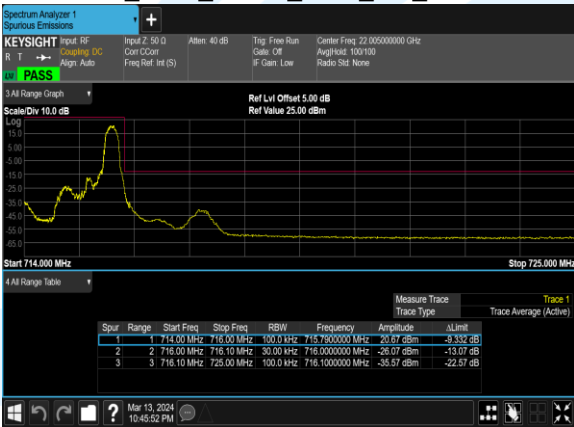 Spectrum Analyzer 1
Spurious Emissions
+
KEYSIGHT Input: RF Input Z: 50 Ω Atten: 40 dB Trig: Free Run Center Freq: 22.005000000 GHz
R T Coupling: DC Corr CCorr Gate: Off Avg|Hold: 100/100
Align: Auto Freq Ref: Int (S) IF Gain: Low Radio Std: None
PASS
3 All Range Graph
Ref Lvl Offset 5.00 dB
Scale/Div 10.0 dB Ref Value 25.00 dBm
Log
15.0
5.00
-5.00
-15.0
-25.0
-35.0
-45.0
-55.0
-65.0
Start 714.000 MHz Stop 725.000 MHz
4 All Range Table
Measure Trace Trace 1
Trace Type Trace Average (Active)
Spur Range Start Freq Stop Freq RBW Frequency Amplitude ΔLimit
1 1 714.00 MHz 716.00 MHz 100.0 kHz 715.7900000 MHz 20.67 dBm -9.332 dB
2 2 716.00 MHz 716.10 MHz 30.00 kHz 716.0000000 MHz -26.07 dBm -13.07 dB
3 3 716.10 MHz 725.00 MHz 100.0 kHz 716.1000000 MHz -35.57 dBm -22.57 dB
? Mar 13, 2024
10:45:52 PM